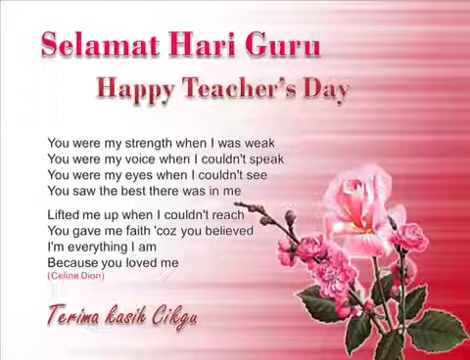 Selamat Hari Guru
Happy Teacher's Day
You were my strength when I was weak
You were my voice when I couldn't speak
You were my eyes when I couldn't see
You saw the best there was in me
Lifted me up when I couldn't reach
You gave me faith 'coz you believed
I'm everything I am
Because you loved me
(Celine Dion)
Terima kasih Cikgu